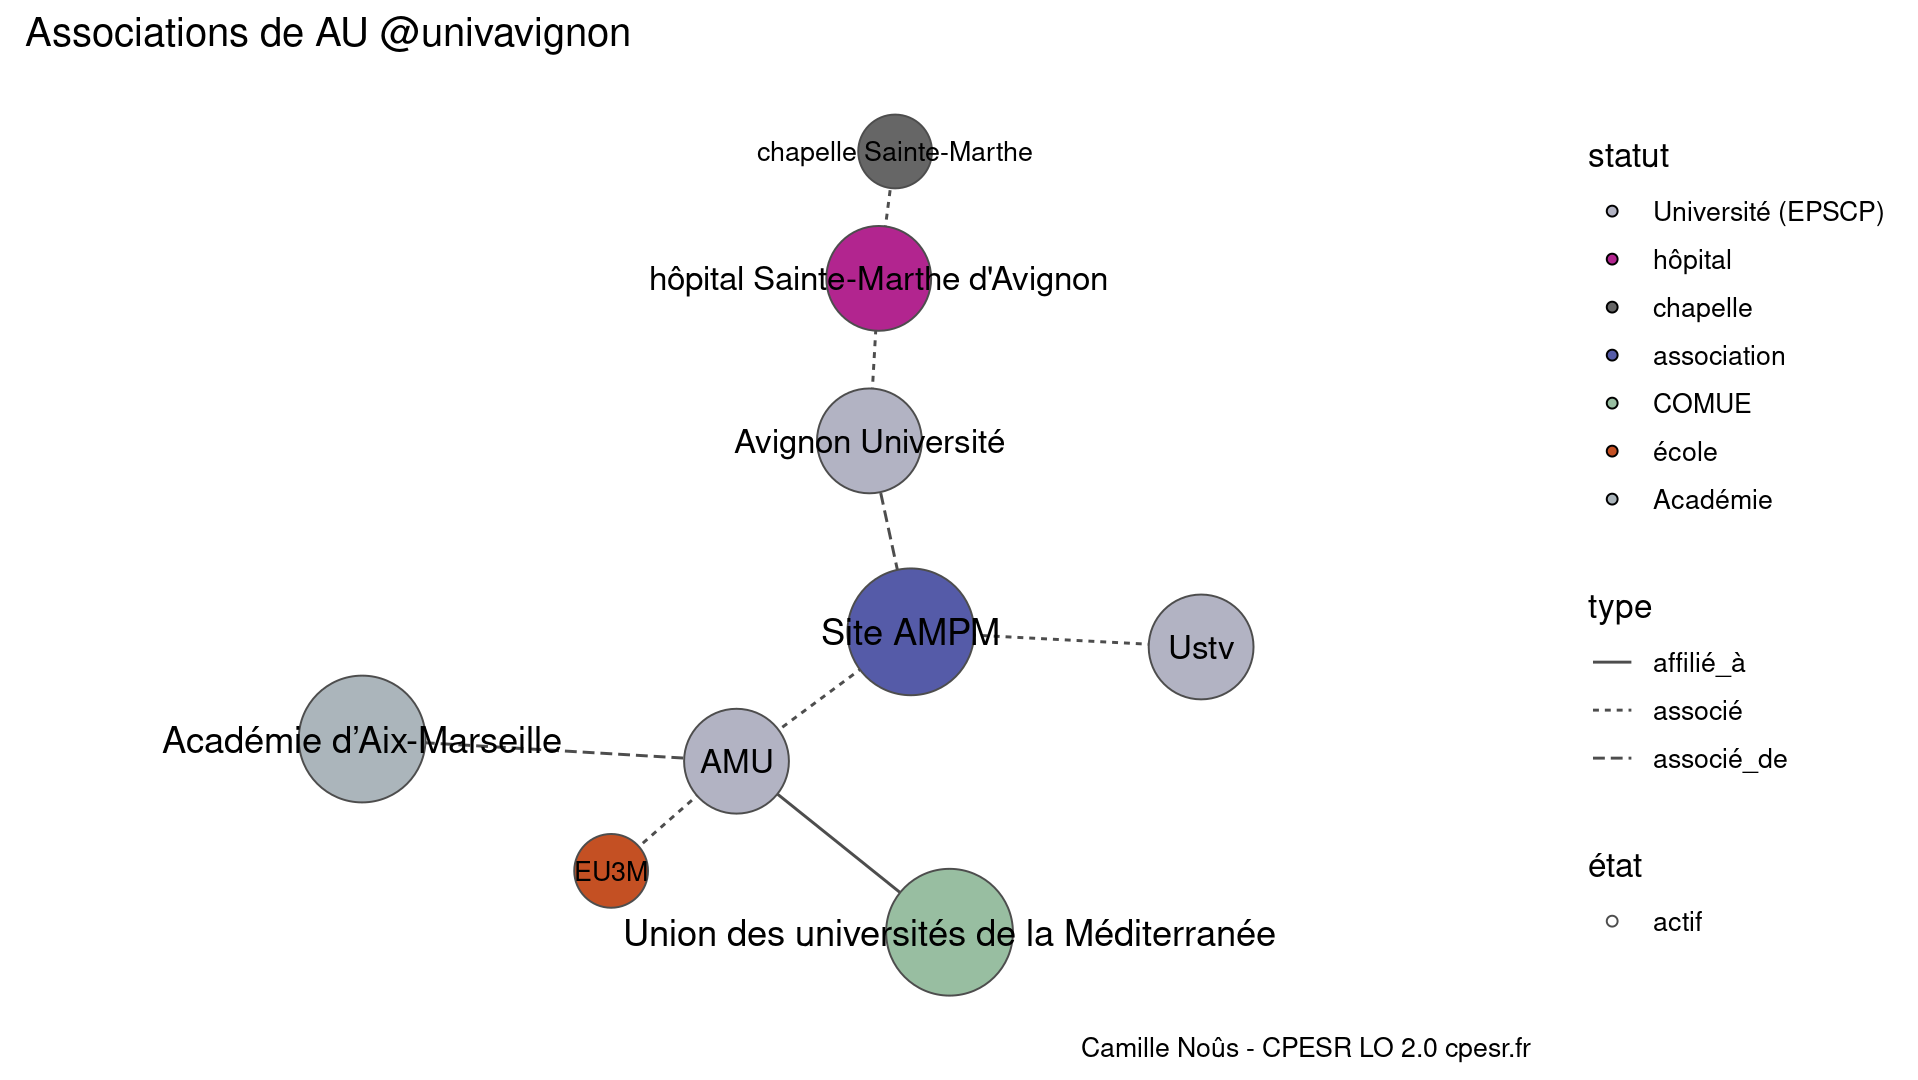 Associations de AU @univavignon
chapelle Sainte-Marthe
hôpital Sainte-Marthe d'Avignon
Avignon Université
Site AMPM
Ustv
Académie d’Aix-Marseille
AMU
EU3M
Union des universités de la Méditerranée
statut
Université (EPSCP)
hôpital
chapelle
association
COMUE
école
Académie
type
affilié_à
associé
associé_de
état
actif
Camille Noûs - CPESR LO 2.0 cpesr.fr